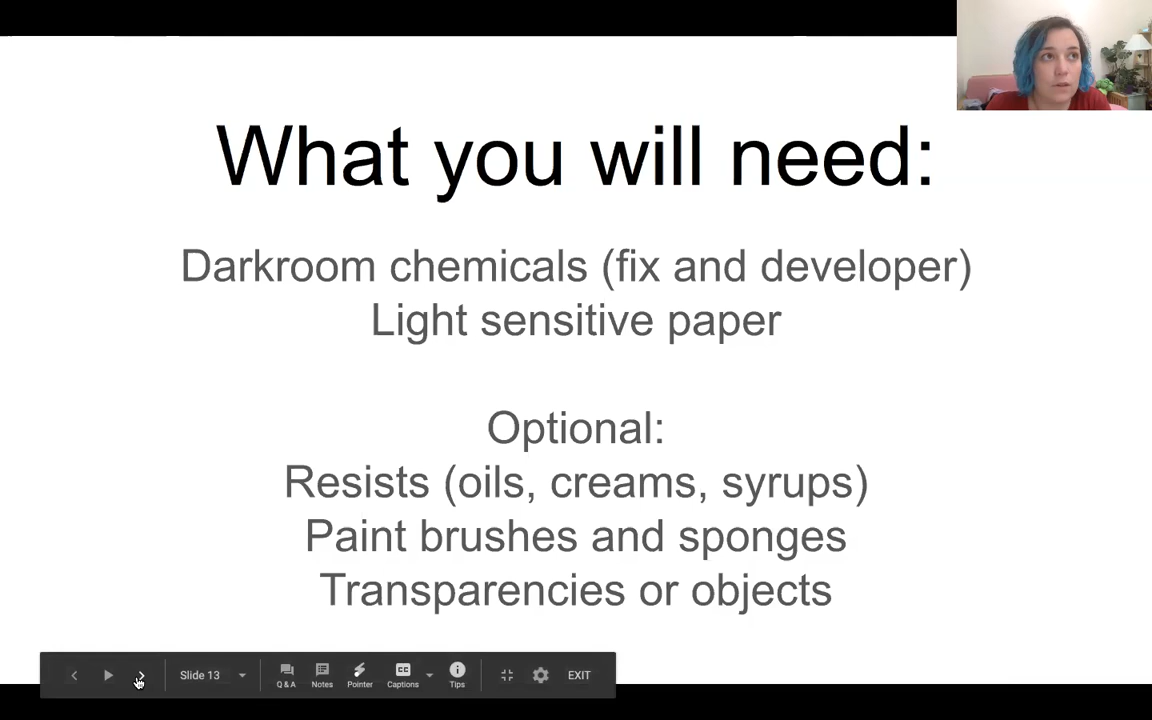 What you will need:
Darkroom chemicals (fix and developer)
Light sensitive paper
Optional:
Resists (oils, creams, syrups)
Paint brushes and sponges
Transparencies or objects
Slide 13
Q & A
Notes
Pointer
CC
Captions
Tips
EXIT